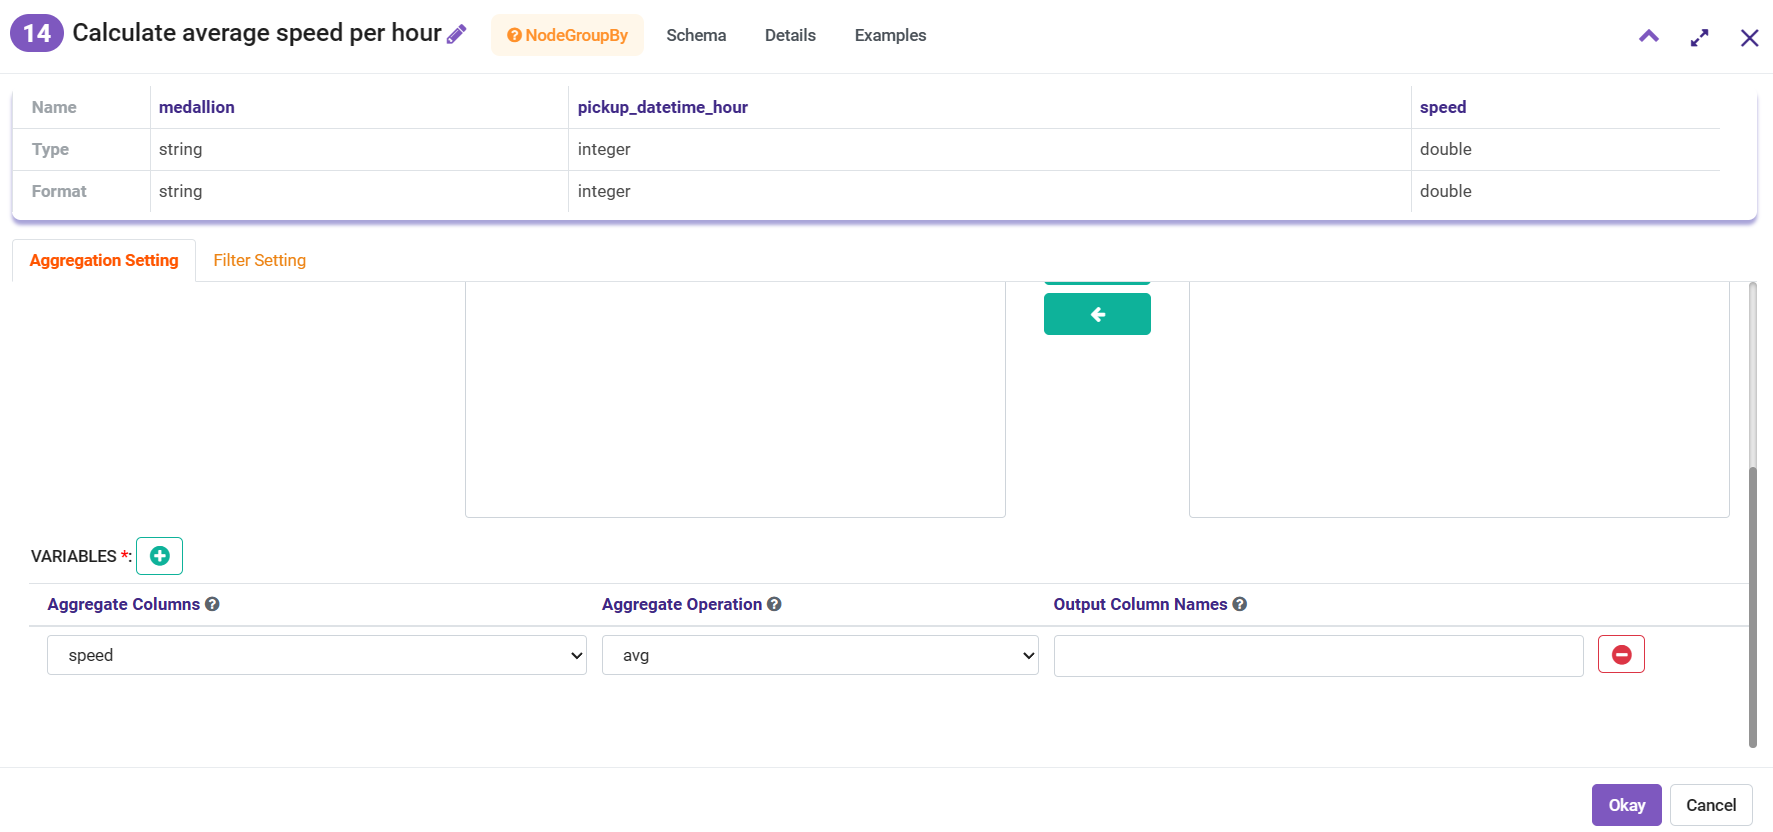 14 Calculate average speed per hour NodeGroupBy Schema Details Examples
Name medallion pickup_datetime_hour speed
Type string integer double
Format string integer double
Aggregation Setting Filter Setting
VARIABLES *:
Aggregate Columns Aggregate Operation Output Column Names
speed avg
Okay Cancel